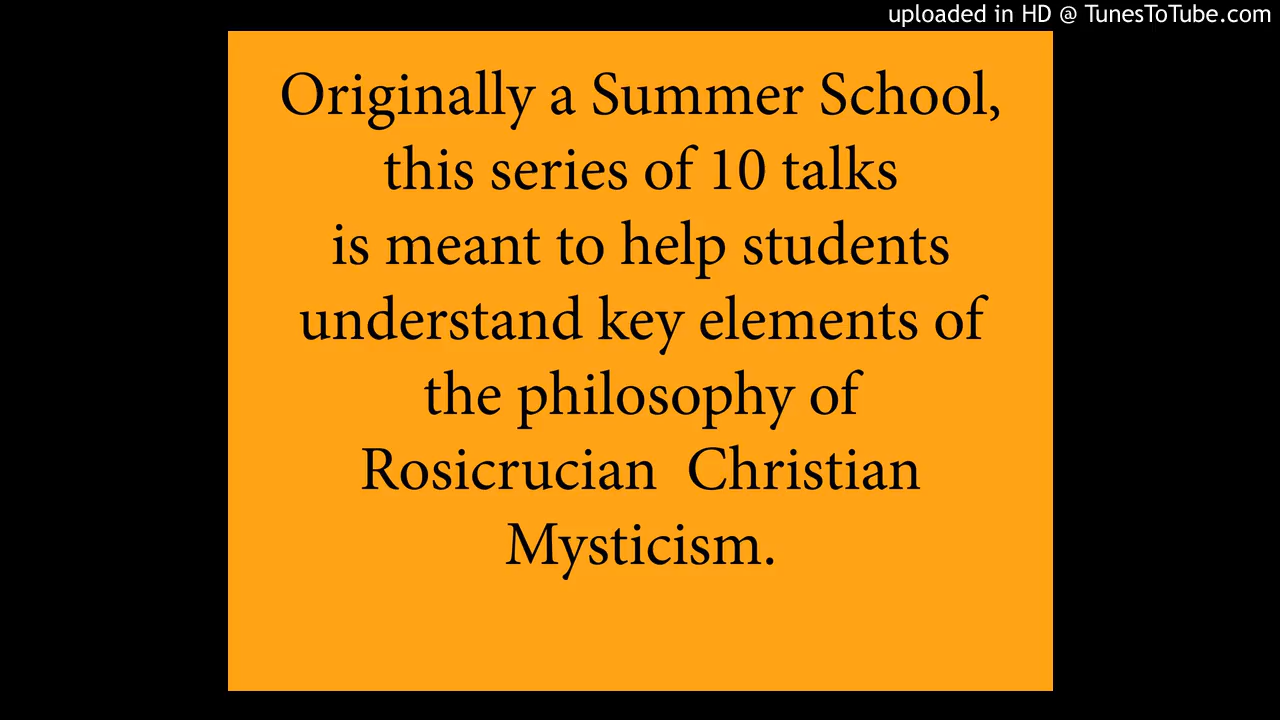 uploaded in HD @ TunesToTube.com
Originally a Summer School,
this series of 10 talks
is meant to help students
understand key elements of
the philosophy of
Rosicrucian  Christian
Mysticism.